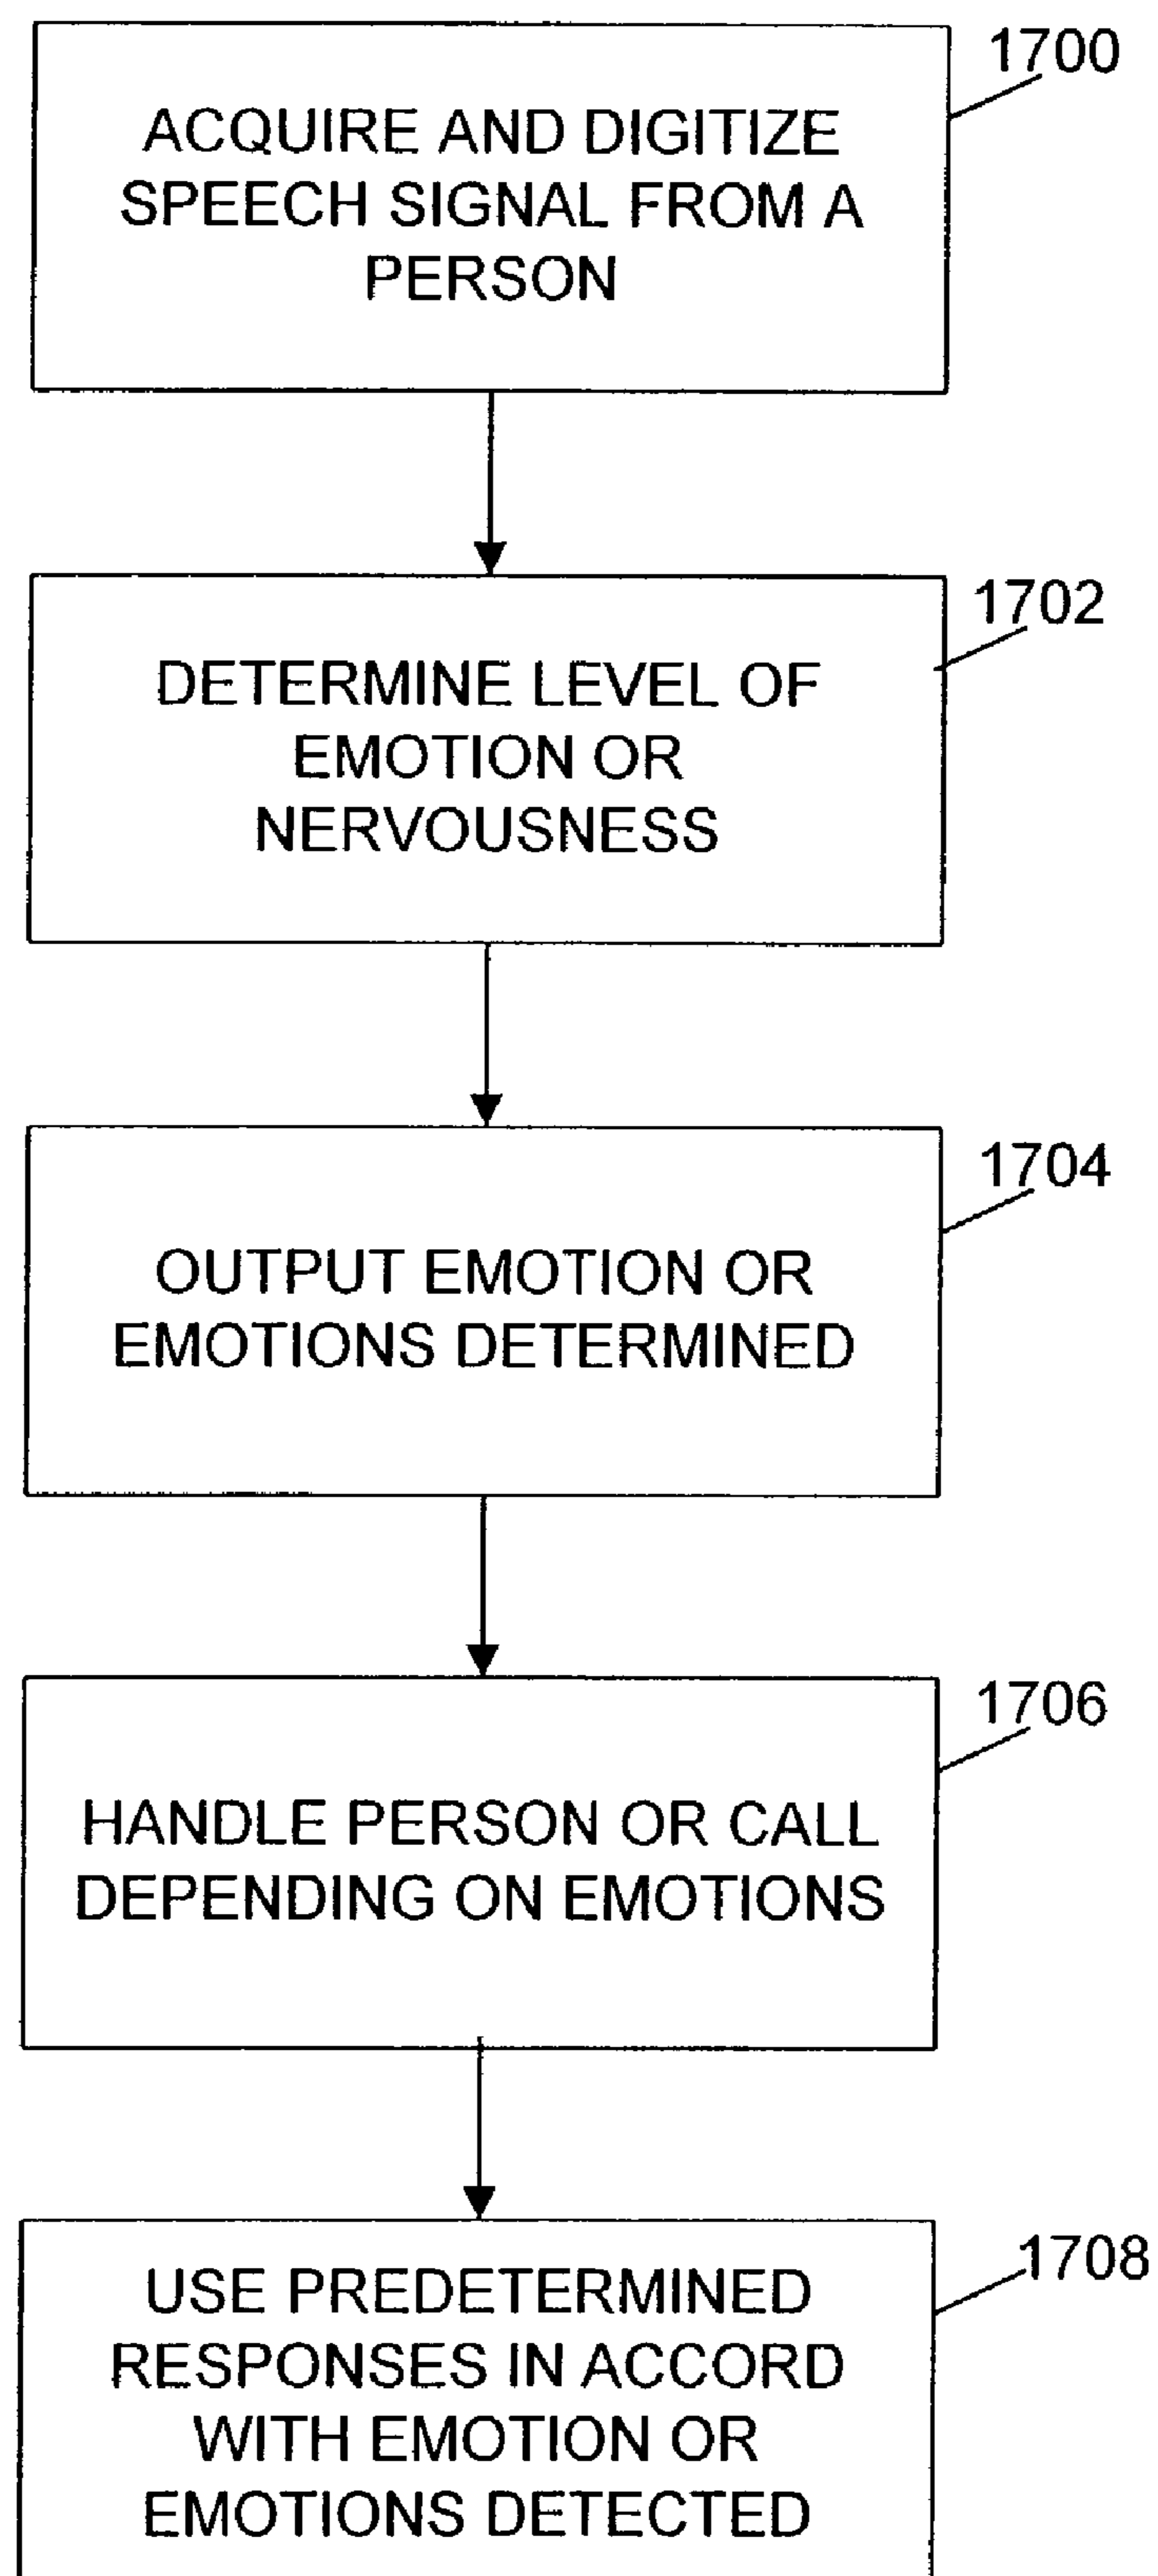 1700
ACQUIRE AND DIGITIZE
SPEECH SIGNAL FROM A
PERSON
1702
DETERMINE LEVEL OF
EMOTION OR
NERVOUSNESS
1704
OUTPUT EMOTION OR
EMOTIONS DETERMINED
1706
HANDLE PERSON OR CALL
DEPENDING ON EMOTIONS
1708
USE PREDETERMINED
RESPONSES IN ACCORD
WITH EMOTION OR
EMOTIONS DETECTED